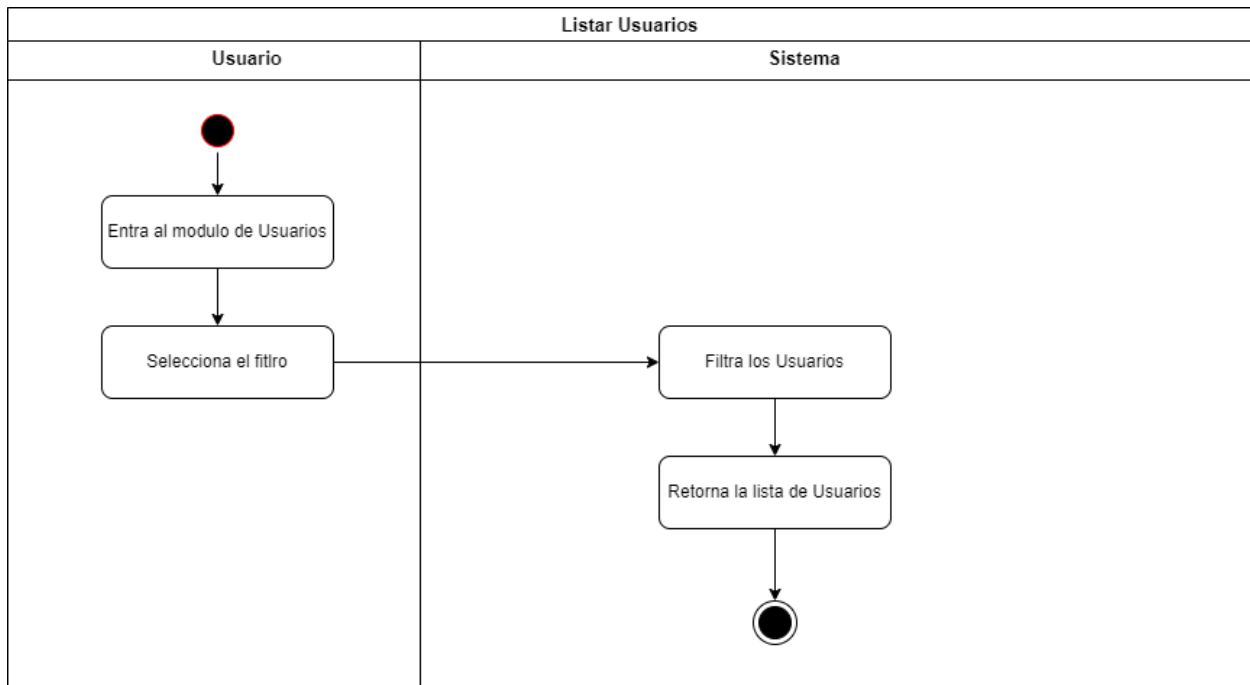 Listar Usuarios
Usuario
Sistema
Entra al modulo de Usuarios
Selecciona el fitlro
Filtra los Usuarios
Retorna la lista de Usuarios